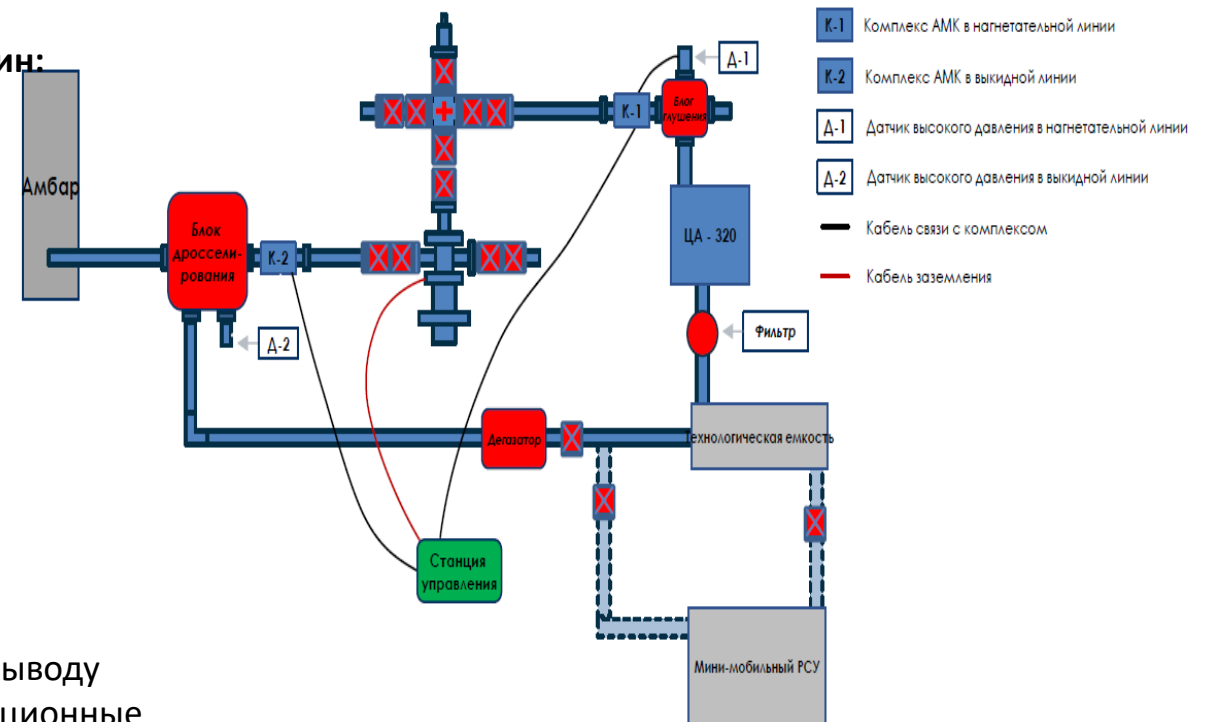 ин:
Амбар
Блок
дроссели-
рования
К-2
Д-2
К-1
Блог
глушения
Д-1
ЦА - 320
Фильтр
Дегазатор
Технологическая емкость
Станция
управления
Мини-мобильный РСУ
К-1 Комплекс АМК в нагнетательной линии
К-2 Комплекс АМК в выкидной линии
Д-1 Датчик высокого давления в нагнетательной линии
Д-2 Датчик высокого давления в выкидной линии
Кабель связи с комплексом
Кабель заземления
ыводу
ционные